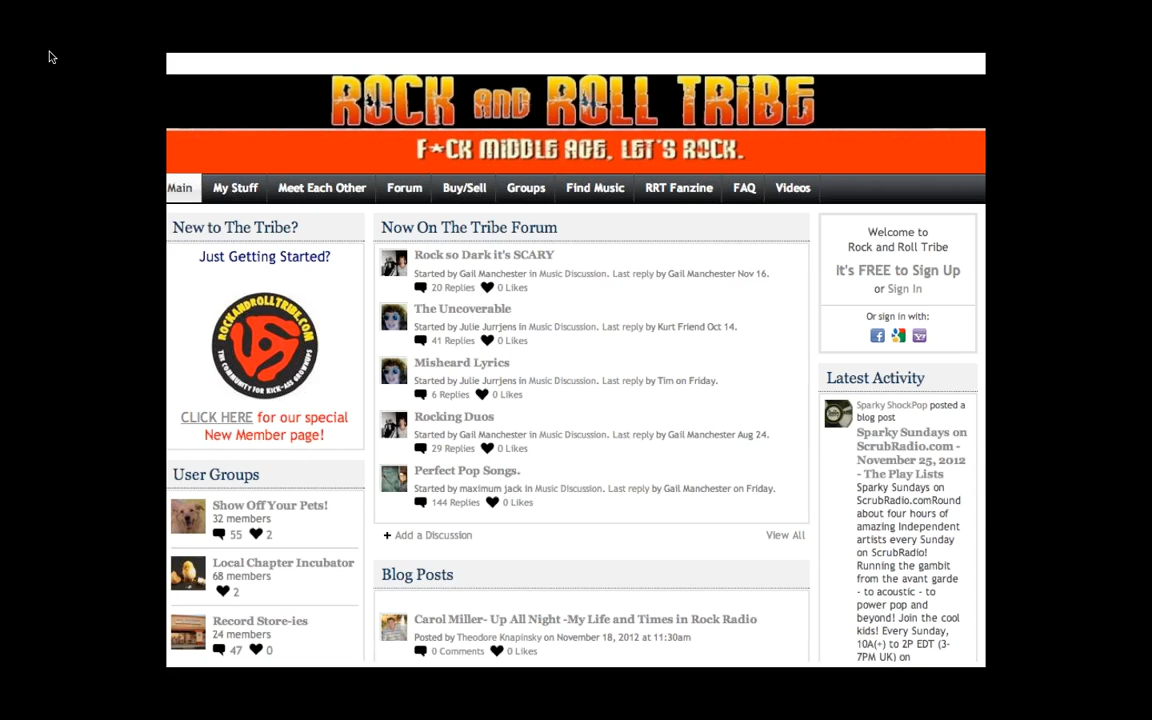 ROCK AND ROLL TRIBE
F*CK MIDDLE AGE, LET'S ROCK.
Main My Stuff Meet Each Other Forum Buy/Sell Groups Find Music RRT Fanzine FAQ Videos
New to The Tribe?
Just Getting Started?
ROCKANDROLLTRIBE.COM
THE COMMUNITY FOR KICK-ASS GROWNUPS
CLICK HERE for our special
New Member page!
User Groups
Show Off Your Pets!
32 members
55 2
Local Chapter Incubator
68 members
2
Record Store-ies
24 members
47 0
Now On The Tribe Forum
Rock so Dark it's SCARY
Started by Gail Manchester in Music Discussion. Last reply by Gail Manchester Nov 16.
20 Replies 0 Likes
The Uncoverable
Started by Julie Jurrjens in Music Discussion. Last reply by Kurt Friend Oct 14.
41 Replies 0 Likes
Misheard Lyrics
Started by Julie Jurrjens in Music Discussion. Last reply by Tim on Friday.
6 Replies 0 Likes
Rocking Duos
Started by Gail Manchester in Music Discussion. Last reply by Gail Manchester Aug 24.
29 Replies 0 Likes
Perfect Pop Songs.
Started by maximum jack in Music Discussion. Last reply by Gail Manchester on Friday.
144 Replies 0 Likes
+ Add a Discussion View All
Blog Posts
Carol Miller- Up All Night -My Life and Times in Rock Radio
Posted by Theodore Knapinsky on November 18, 2012 at 11:30am
0 Comments 0 Likes
Welcome to
Rock and Roll Tribe
It's FREE to Sign Up
or Sign In
Or sign in with:
Latest Activity
Sparky ShockPop posted a
blog post
Sparky Sundays on
ScrubRadio.com -
November 25, 2012
- The Play Lists
Sparky Sundays on
ScrubRadio.comRound
about four hours of
amazing Independent
artists every Sunday
on ScrubRadio!
Running the gambit
from the avant garde
- to acoustic - to
power pop and
beyond! Join the cool
kids! Every Sunday,
10A(+) to 2P EDT (3-
7PM UK) on